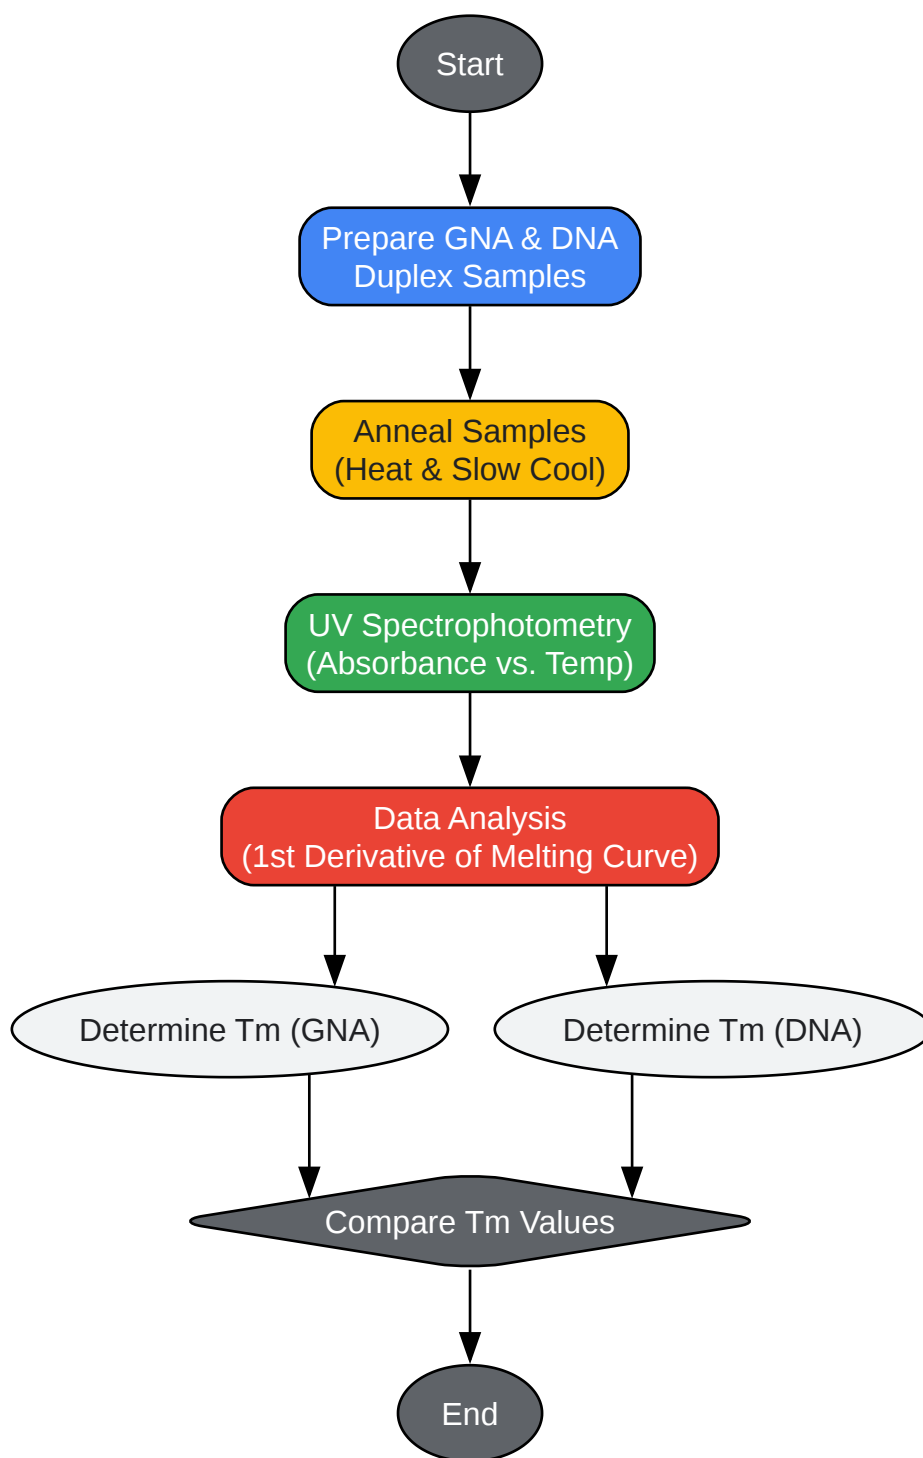 Start
Prepare GNA & DNA
Duplex Samples
Anneal Samples
(Heat & Slow Cool)
UV Spectrophotometry
(Absorbance vs. Temp)
Data Analysis
(1st Derivative of Melting Curve)
Determine Tm (GNA)
Determine Tm (DNA)
Compare Tm Values
End